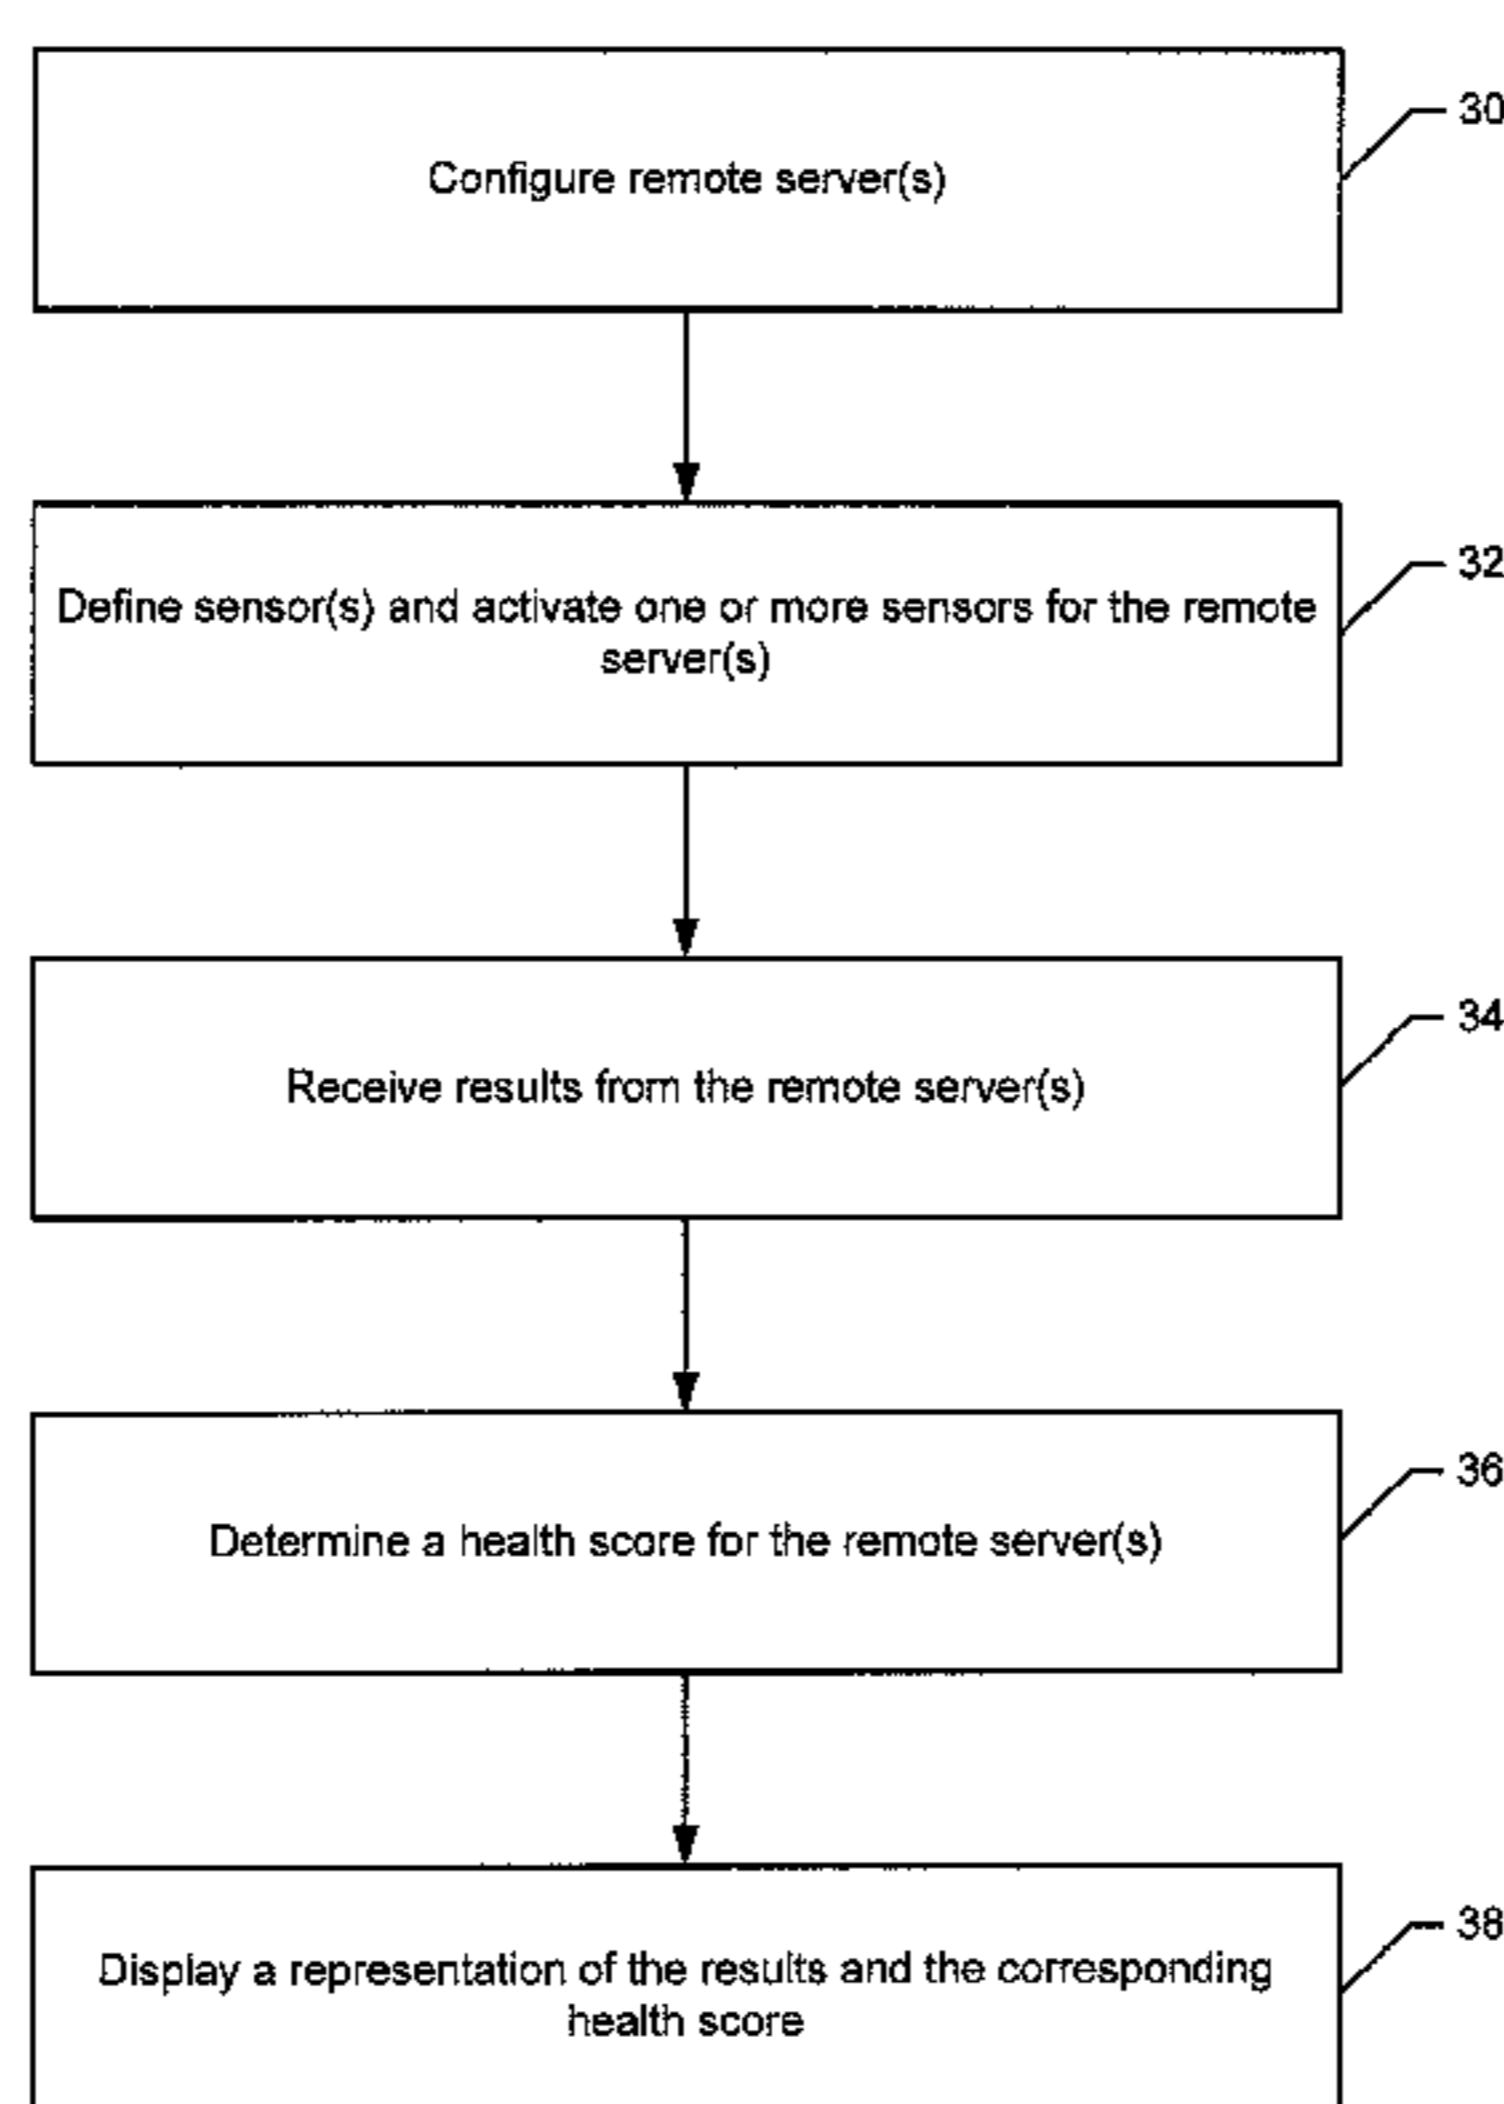 Configure remote server(s)
30
Define sensor(s) and activate one or more sensors for the remote
server(s)
32
Receive results from the remote server(s)
34
Determine a health score for the remote server(s)
36
Display a representation of the results and the corresponding
health score
38